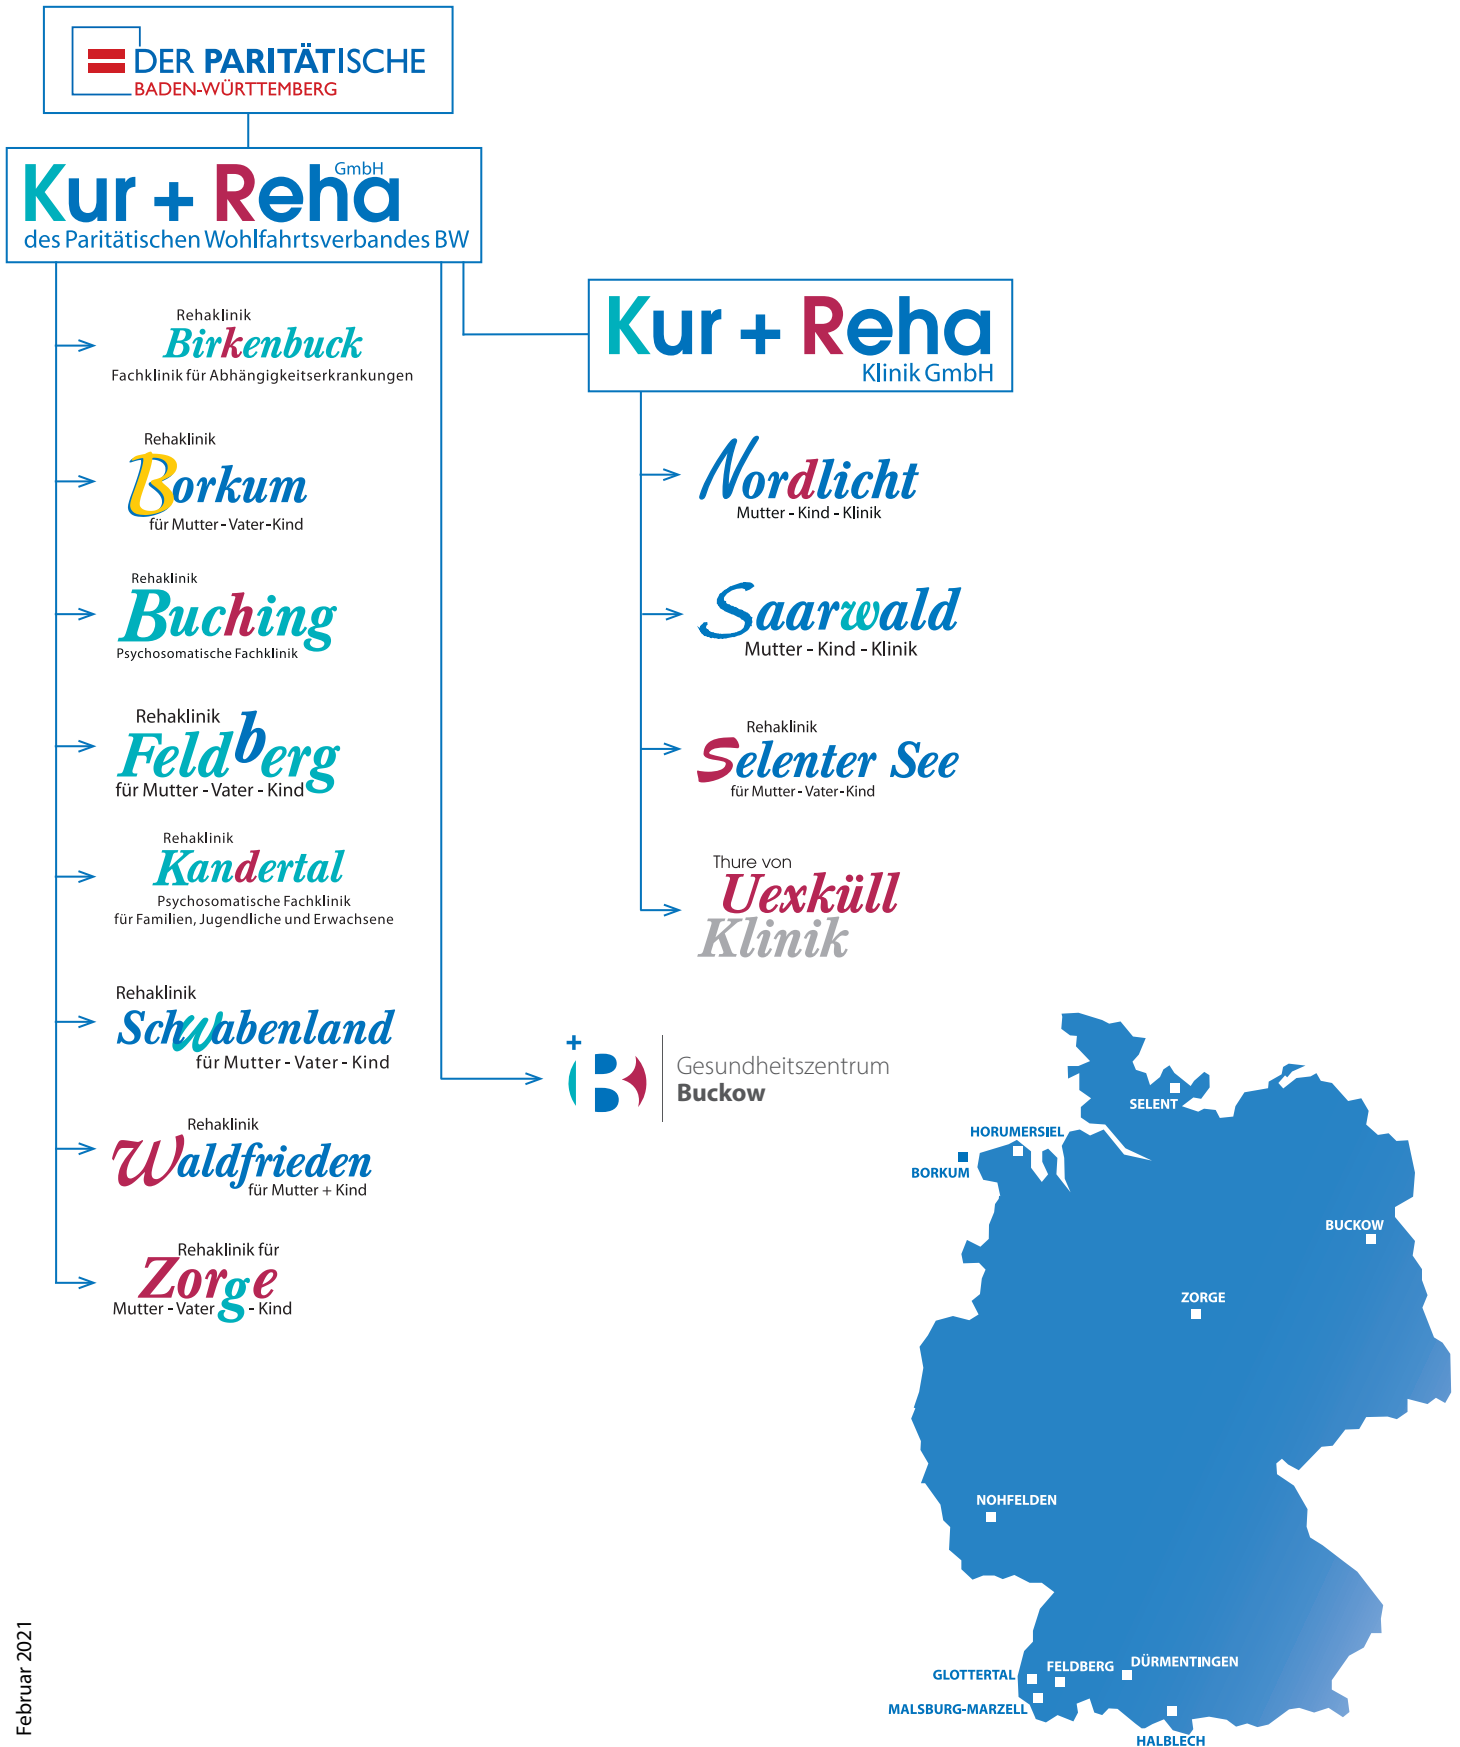 DER PARITÄTISCHE
BADEN-WÜRTTEMBERG
Kur + Reha GmbH
des Paritätischen Wohlfahrtsverbandes BW
Rehaklinik
Birkenbuck
Fachklinik für Abhängigkeitserkrankungen
Rehaklinik
Borkum
für Mutter - Vater - Kind
Rehaklinik
Buching
Psychosomatische Fachklinik
Rehaklinik
Feldberg
für Mutter - Vater - Kind
Rehaklinik
Kandertal
Psychosomatische Fachklinik
für Familien, Jugendliche und Erwachsene
Rehaklinik
Schwabenland
für Mutter - Vater - Kind
Rehaklinik
Waldfrieden
für Mutter + Kind
Rehaklinik für
Zorge
Mutter - Vater - Kind
Kur + Reha
Klinik GmbH
Nordlicht
Mutter - Kind - Klinik
Saarwald
Mutter - Kind - Klinik
Rehaklinik
Selenter See
für Mutter - Vater - Kind
Thure von
Uexküll
Klinik
+B
Gesundheitszentrum
Buckow
SELENT
HORUMERSIEL
BORKUM
BUCKOW
ZORGE
NOHFELDEN
GLOTTERTAL
FELDBERG
DÜRMENTINGEN
MALSBURG-MARZELL
HALBLECH
Februar 2021